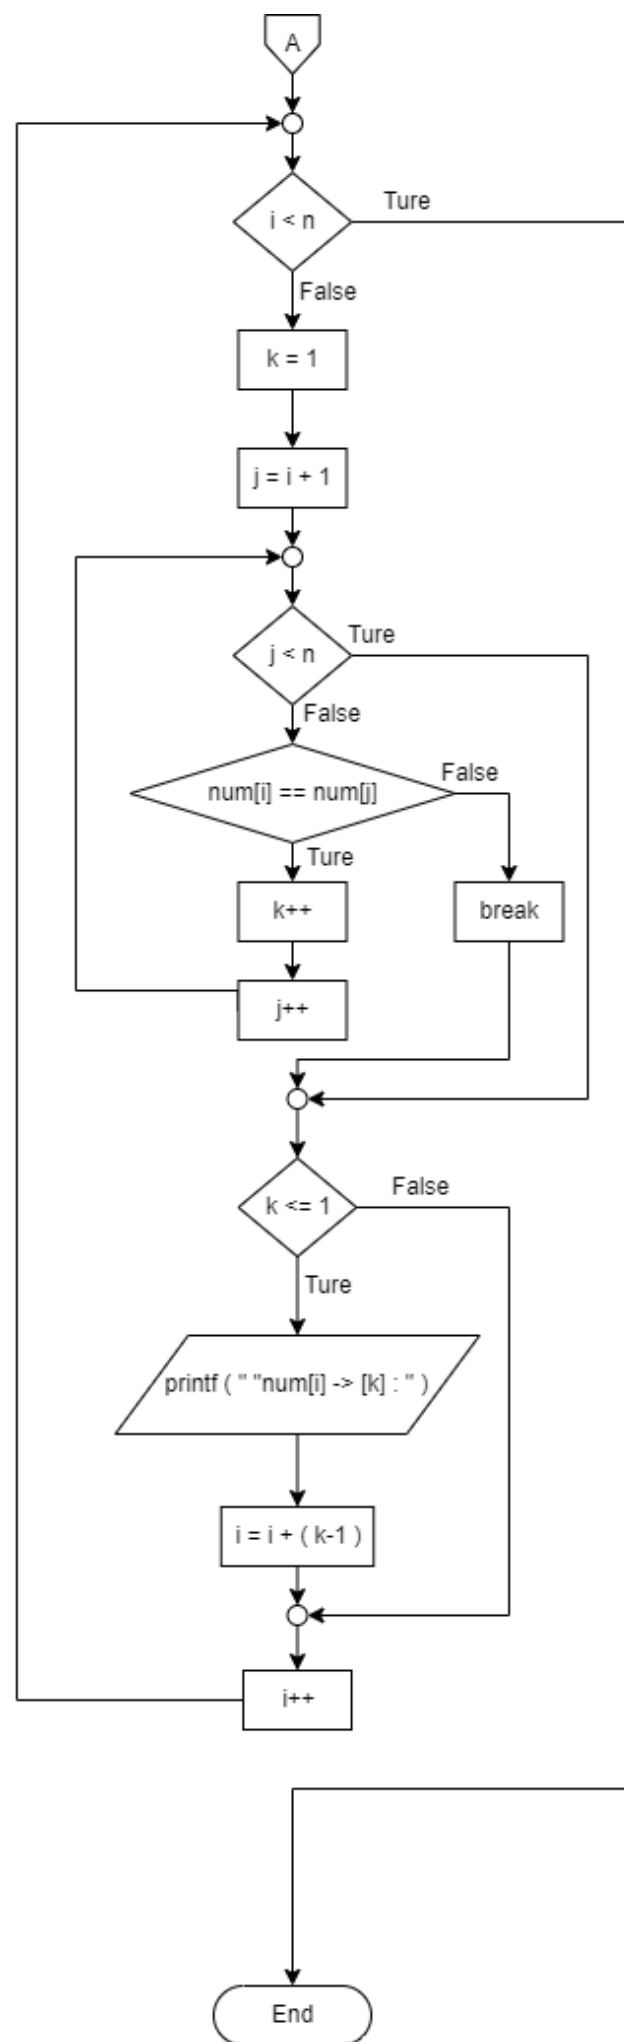 A
i < n
Ture
False
k = 1
j = i + 1
j < n
Ture
False
num[i] == num[j]
False
Ture
k++
break
j++
k <= 1
False
Ture
printf ( " "num[i] -> [k] : " )
i = i + ( k-1 )
i++
End